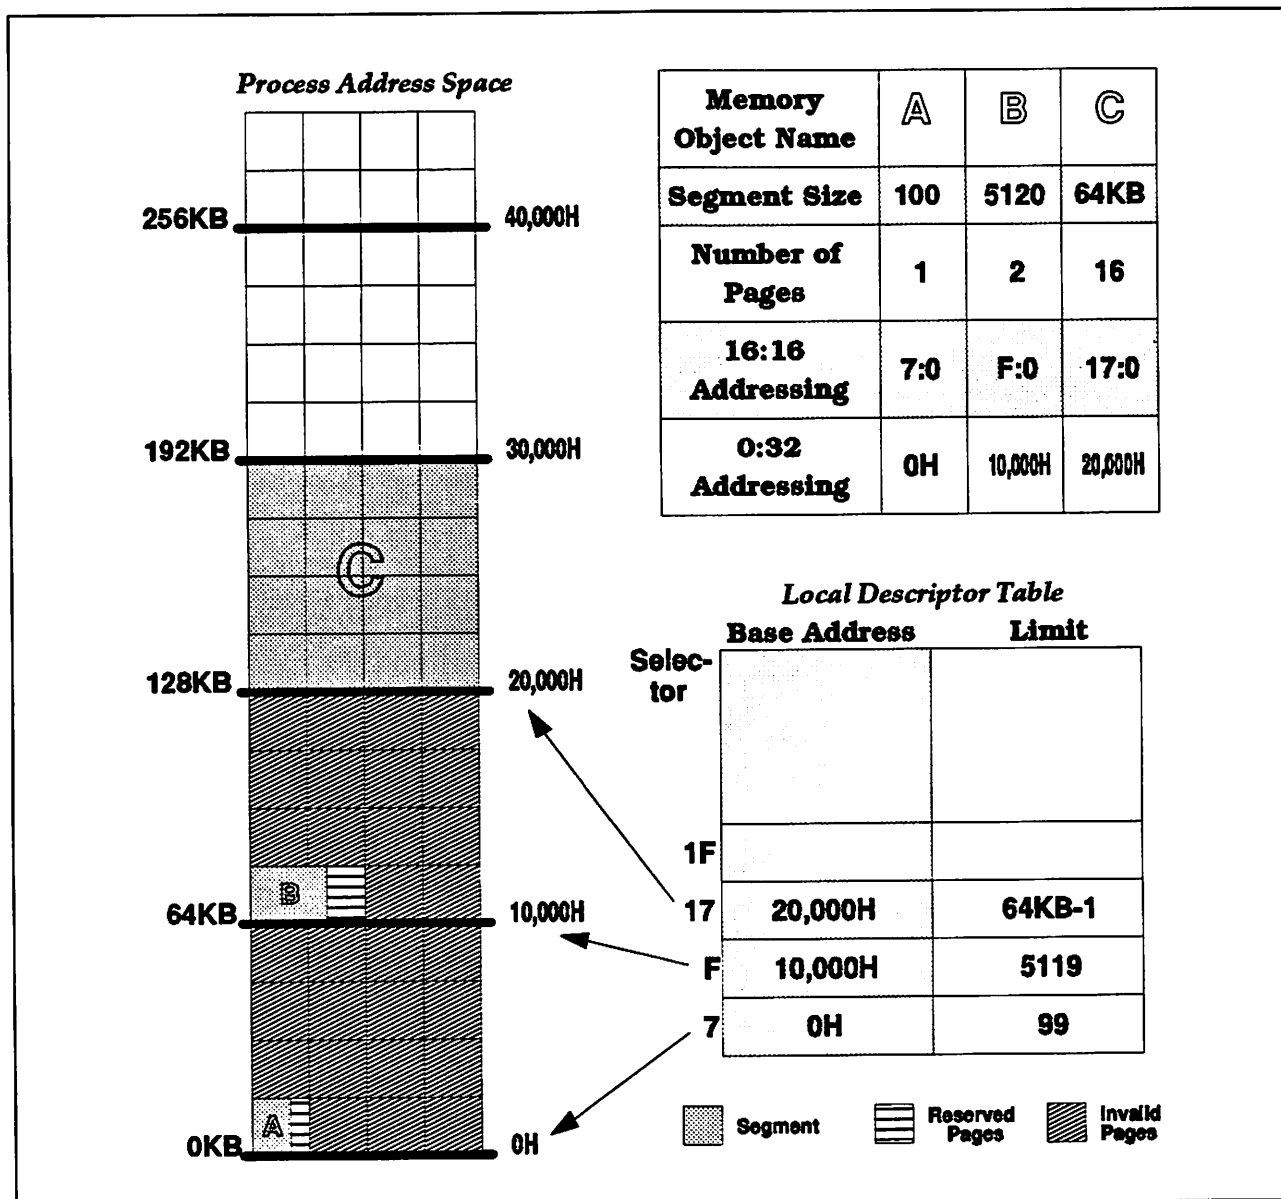 Process Address Space
256KB 40,000H
192KB 30,000H
C
128KB 20,000H
B
64KB 10,000H
A
0KB 0H
Memory Object Name A B C
Segment Size 100 5120 64KB
Number of Pages 1 2 16
16:16 Addressing 7:0 F:0 17:0
0:32 Addressing 0H 10,000H 20,000H
Local Descriptor Table
Base Address Limit
Selec-
tor
1F
17 20,000H 64KB-1
F 10,000H 5119
7 0H 99
Segment
Reserved
Pages
Invalid
Pages